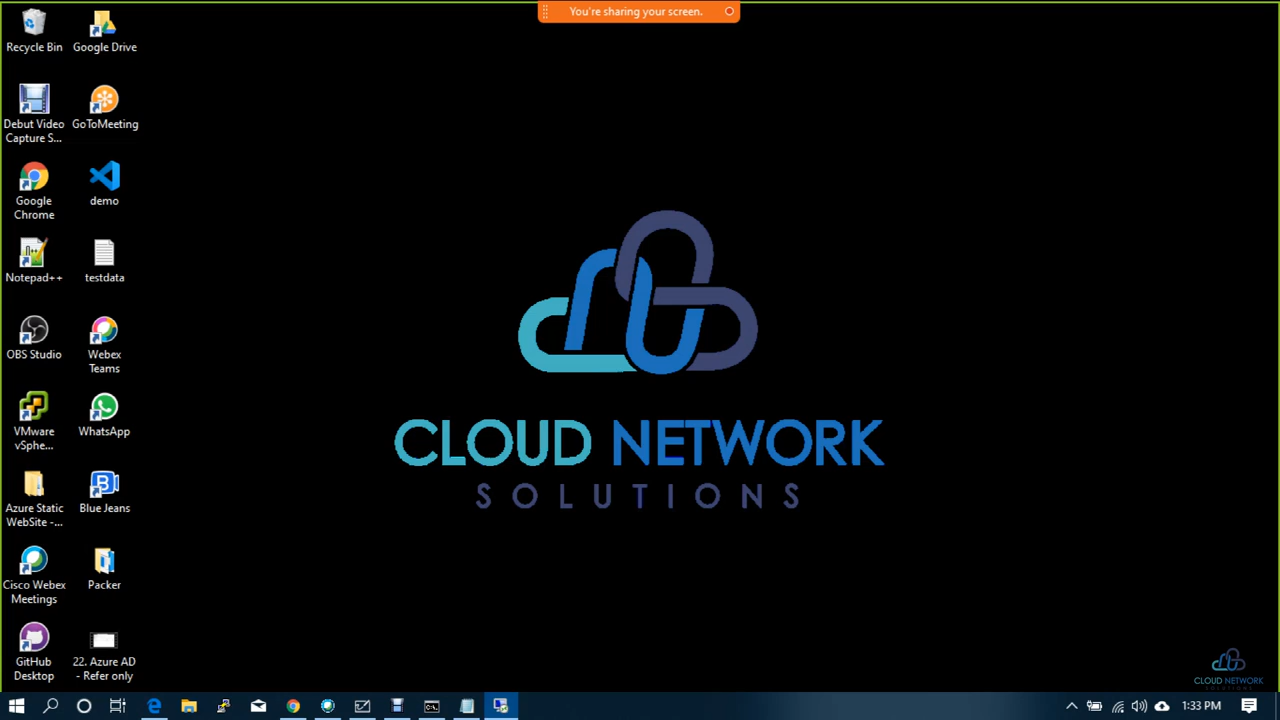 You're sharing your screen.
Recycle Bin
Google Drive
Debut Video
Capture S...
GoToMeeting
Google
Chrome
demo
Notepad++
testdata
OBS Studio
Webex
Teams
VMware
vSphe...
WhatsApp
Azure Static
WebSite -...
Blue Jeans
Cisco Webex
Meetings
Packer
GitHub
Desktop
22. Azure AD
- Refer only
CLOUD NETWORK
SOLUTIONS
CLOUD NETWORK
SOLUTIONS
1:33 PM